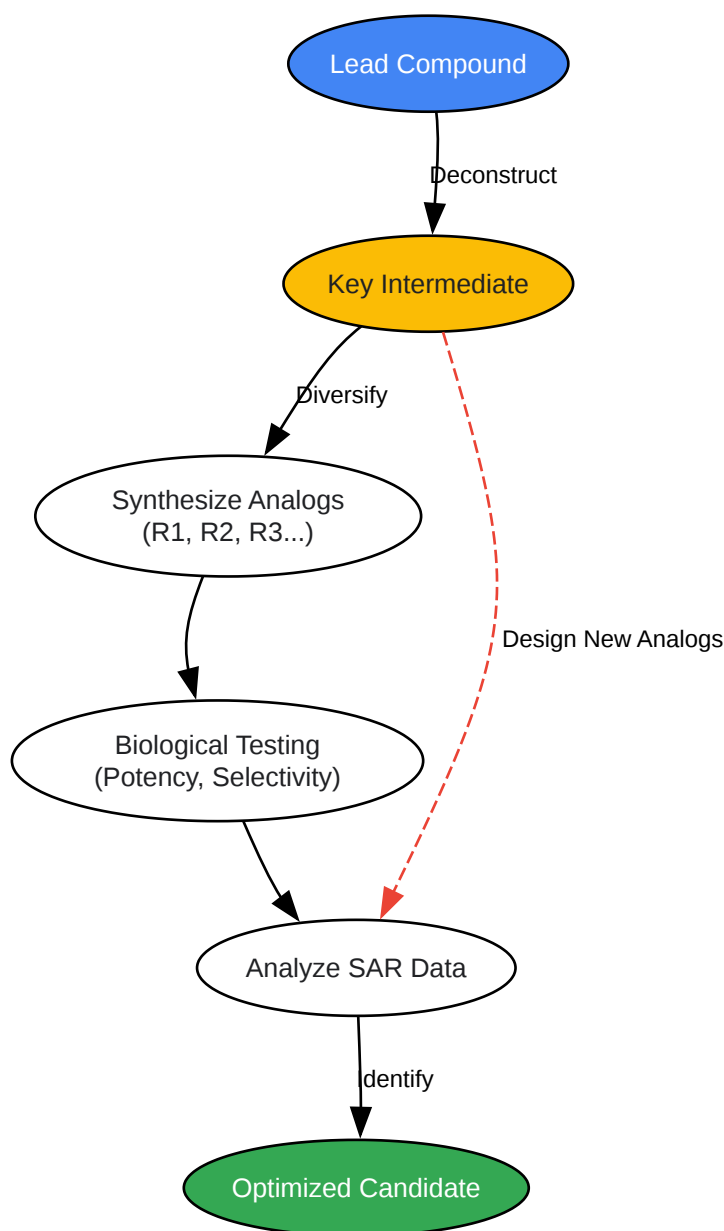 Lead Compound
Deconstruct
Key Intermediate
Diversify
Synthesize Analogs
(R1, R2, R3...)
Design New Analogs
Biological Testing
(Potency, Selectivity)
Analyze SAR Data
Identify
Optimized Candidate